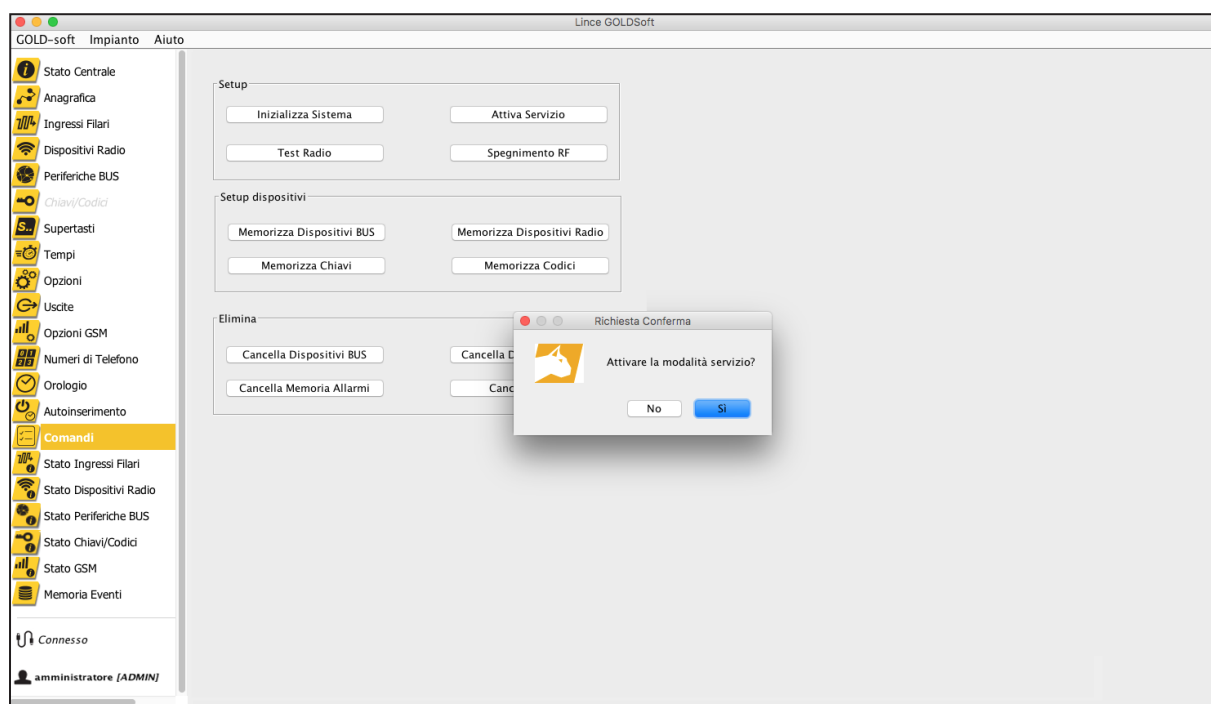 Lince GOLDSoft
GOLD-soft Impianto Aiuto
Stato Centrale
Anagrafica
Ingressi Filari
Dispositivi Radio
Periferiche BUS
Chiavi/Codici
Supertasti
Tempi
Opzioni
Uscite
Opzioni GSM
Numeri di Telefono
Orologio
Autoinserimento
Comandi
Stato Ingressi Filari
Stato Dispositivi Radio
Stato Periferiche BUS
Stato Chiavi/Codici
Stato GSM
Memoria Eventi
Connesso
amministratore [ADMIN]
Setup
Inizializza Sistema Attiva Servizio
Test Radio Spegnimento RF
Setup dispositivi
Memorizza Dispositivi BUS Memorizza Dispositivi Radio
Memorizza Chiavi Memorizza Codici
Elimina
Cancella Dispositivi BUS Cancella D
Cancella Memoria Allarmi Canc
Richiesta Conferma
Attivare la modalità servizio?
No Sì